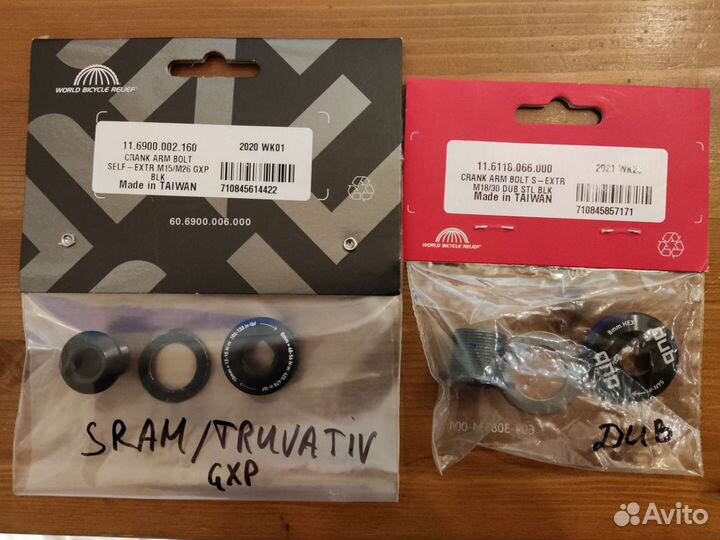 WORLD BICYCLE RELIEF
11.6900.002.160 2020 WK01
CRANK ARM BOLT
SELF-EXTR M15/M26 GXP
BLK
Made in TAIWAN 710845614422
60.6900.006.000
SRAM/TRUVATIV
GXP
11.6118.066.000 2021
CRANK ARM BOLT S-EXTR
M18/30 DUB STL BLK
Made in TAIWAN
710845857171
WORLD BICYCLE RELIEF
8mm HEX
DUB
DUB
DUB
Avito